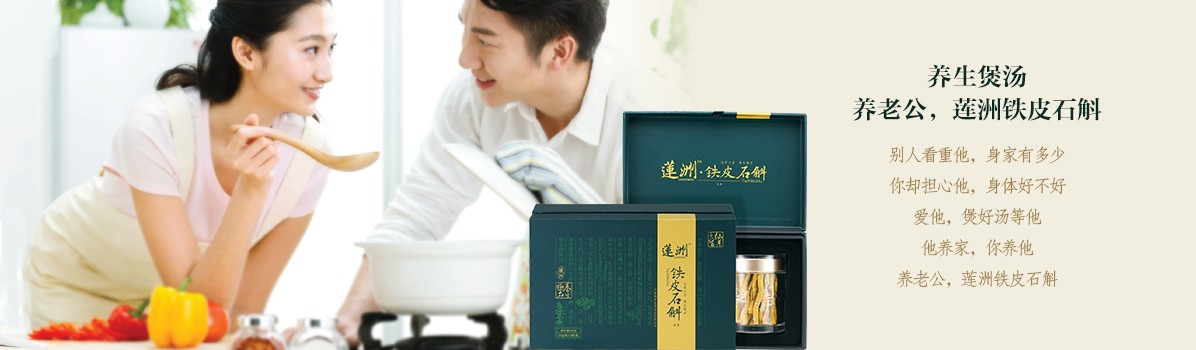 养生煲汤
养老公，莲洲铁皮石斛
别人看重他，身家有多少
你却担心他，身体好不好
爱他，煲好汤等他
他养家，你养他
养老公，莲洲铁皮石斛
蓮洲·铁皮石斛
蓮洲
铁皮石斛